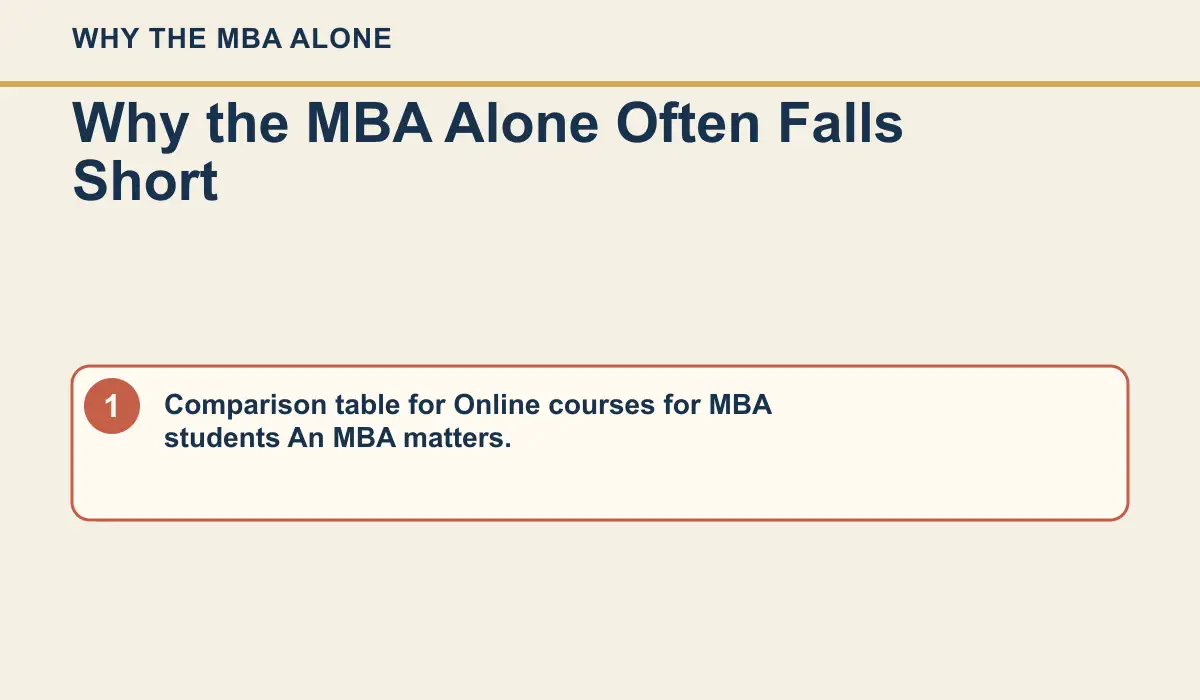 WHY THE MBA ALONE
Why the MBA Alone Often Falls
Short
1
Comparison table for Online courses for MBA
students An MBA matters.